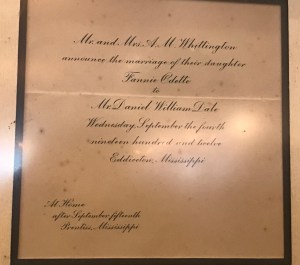 Mr. and Mrs. A. M. Whittington
announce the marriage of their daughter
Fannie Odelle
to
Mr. Daniel William Dale
Wednesday, September the fourth
nineteen hundred and twelve
Eddiceton, Mississippi
At Home
after September fifteenth
Prentiss, Mississippi